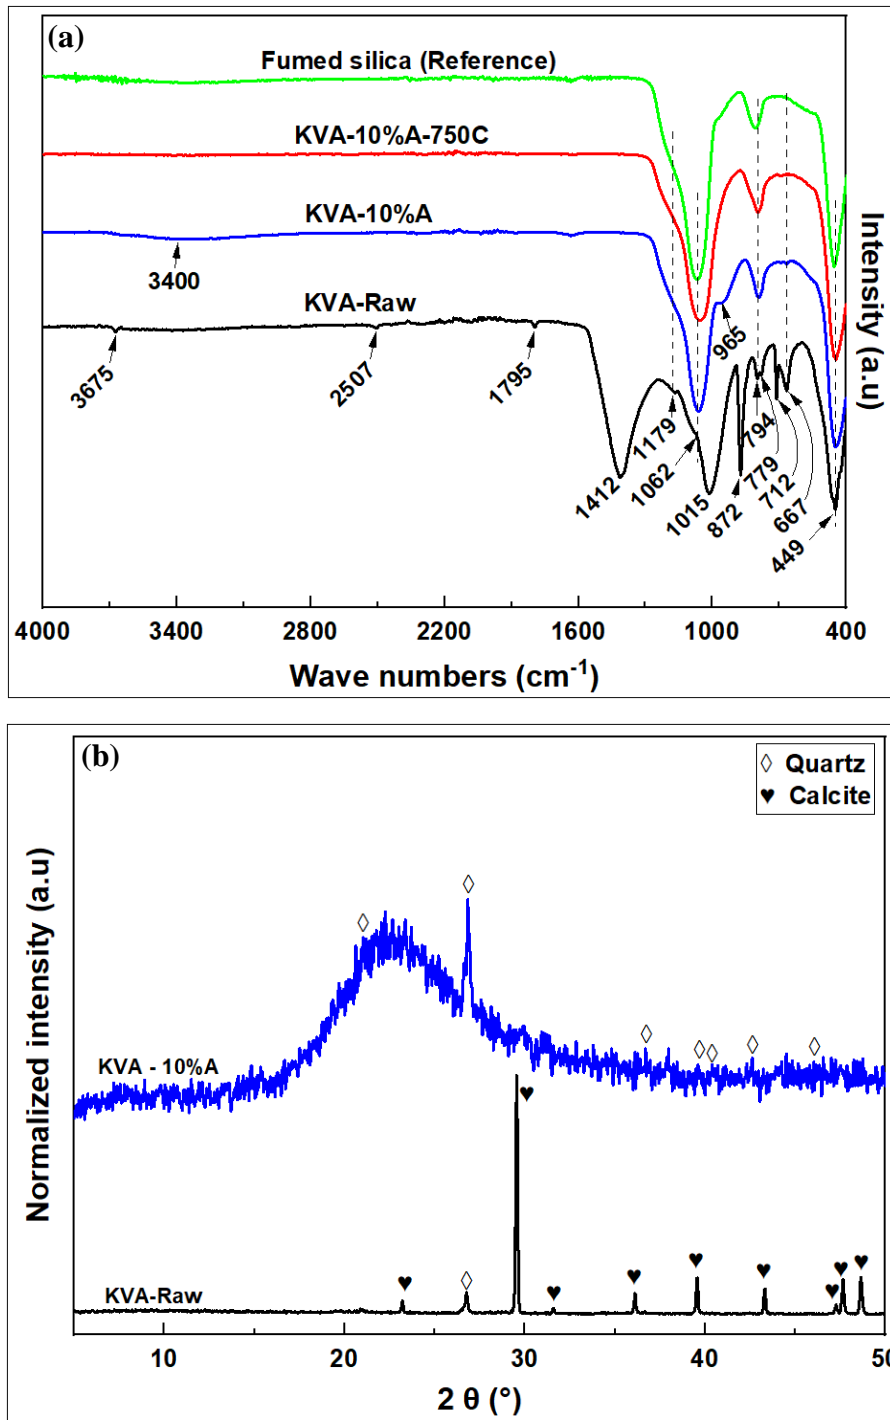 (a)
Fumed silica (Reference)
KVA-10%A-750C
KVA-10%A
3400
KVA-Raw
3675
2507
1795
1412
1179
1062
1015
965
872
794
779
712
667
449
Intensity (a.u)
4000 3400 2800 2200 1600 1000 400
Wave numbers (cm⁻¹)
(b)
◊ Quartz
♥ Calcite
Normalized intensity (a.u)
KVA - 10%A
KVA-Raw
10 20 30 40 50
2 θ (°)